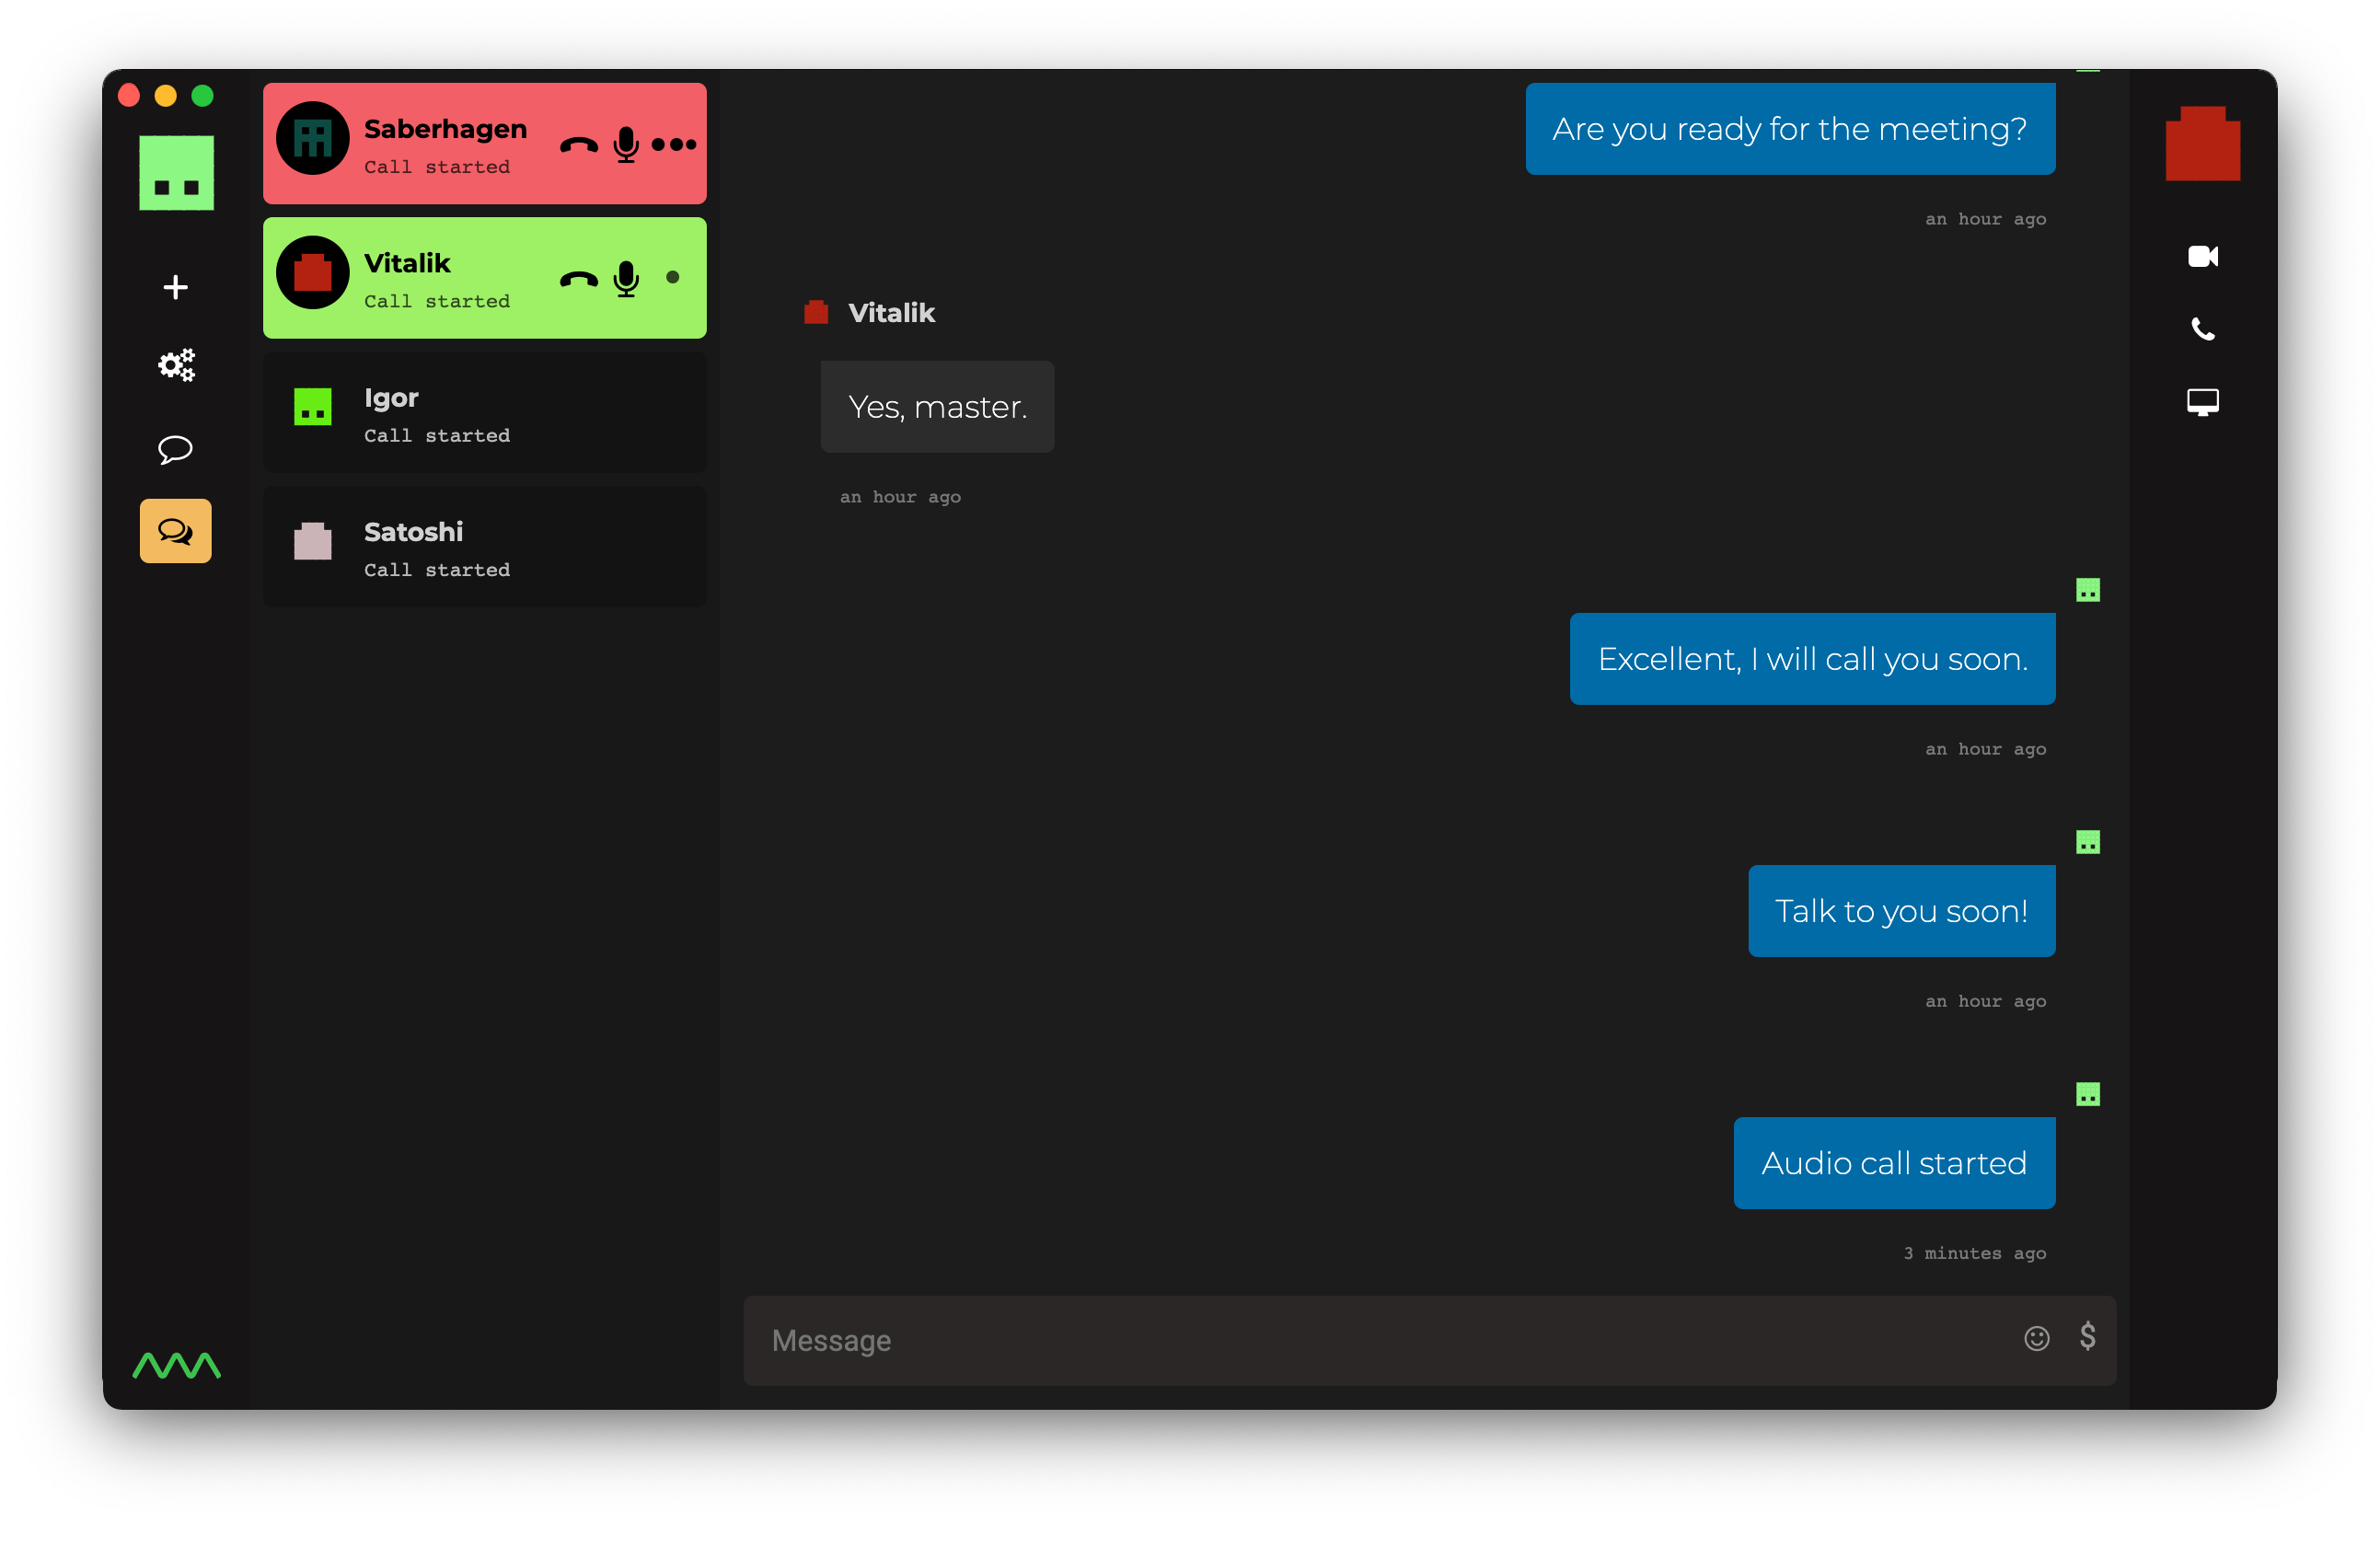 Saberhagen
Call started
Vitalik
Call started
Igor
Call started
Satoshi
Call started
Are you ready for the meeting?
an hour ago
Vitalik
Yes, master.
an hour ago
Excellent, I will call you soon.
an hour ago
Talk to you soon!
an hour ago
Audio call started
3 minutes ago
Message